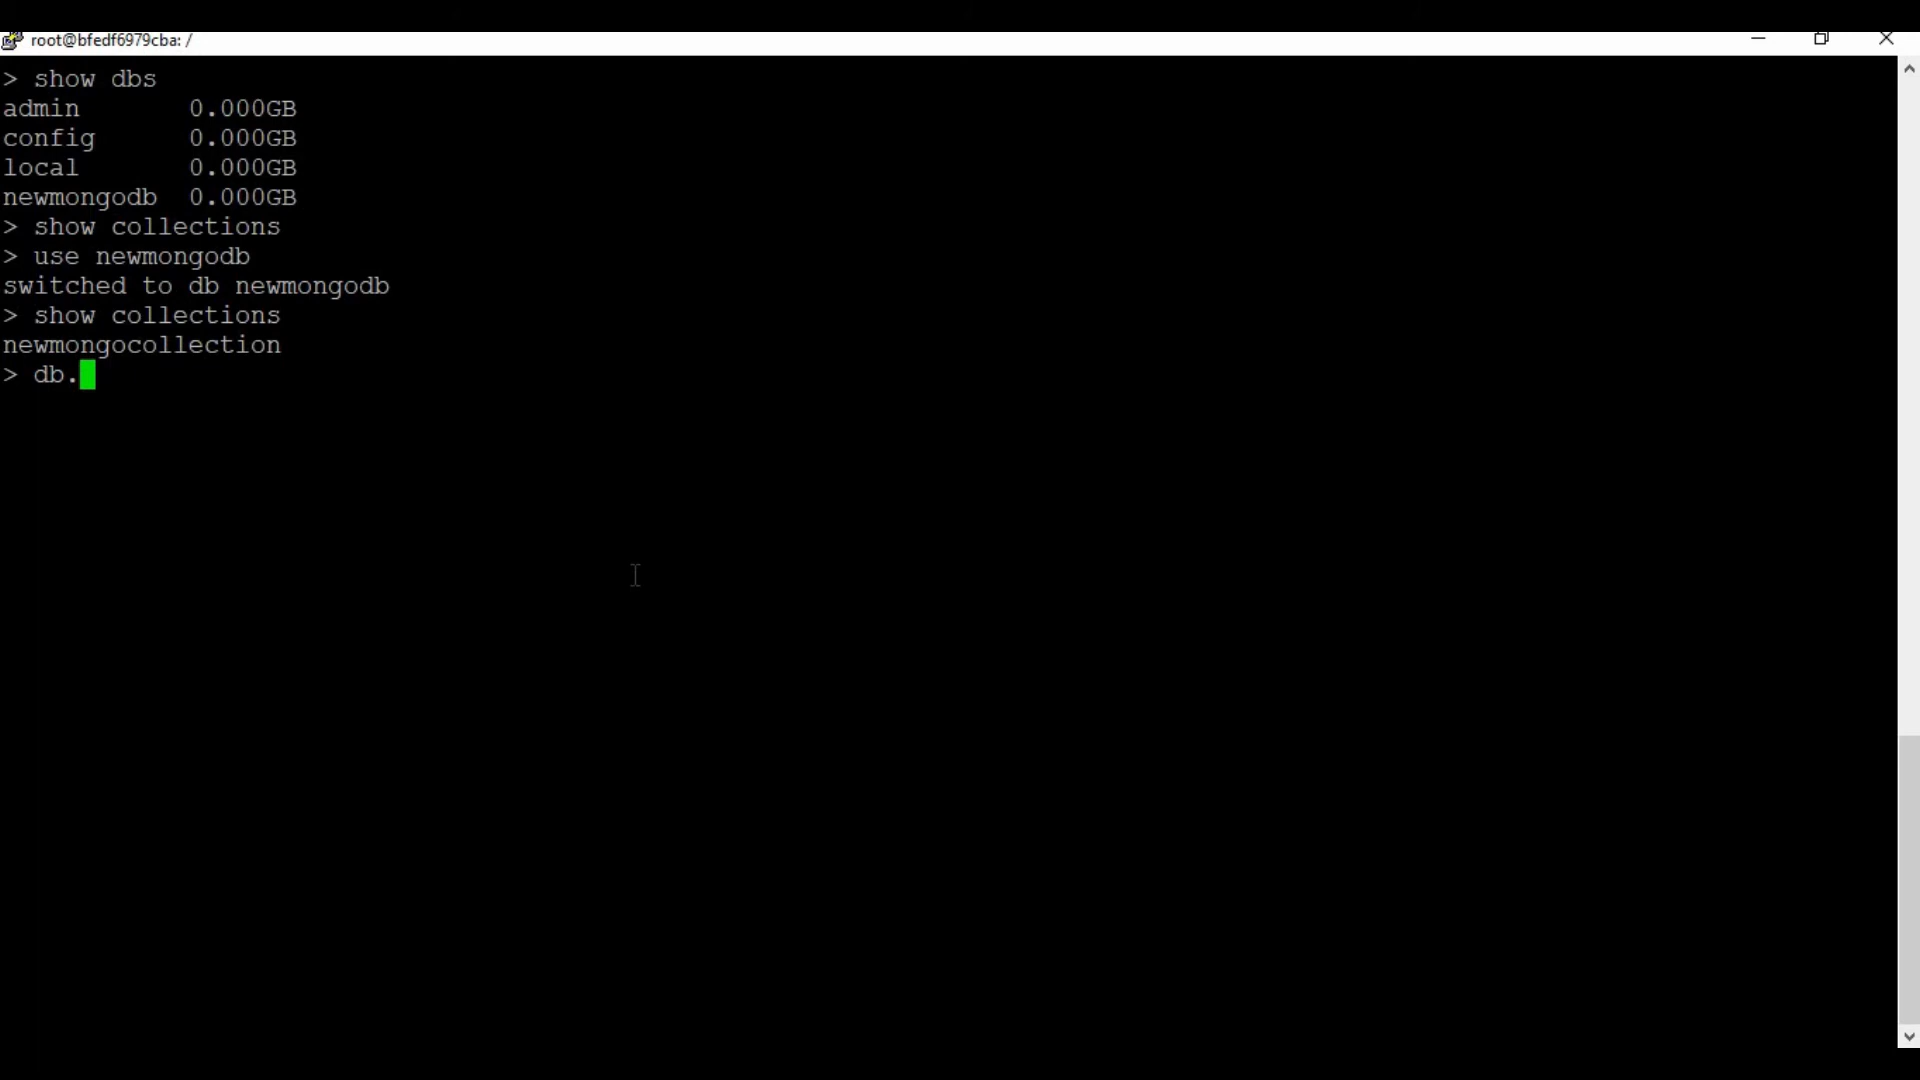 root@bfedf6979cba: /
> show dbs
admin 0.000GB
config 0.000GB
local 0.000GB
newmongodb 0.000GB
> show collections
> use newmongodb
switched to db newmongodb
> show collections
newmongocollection
> db.